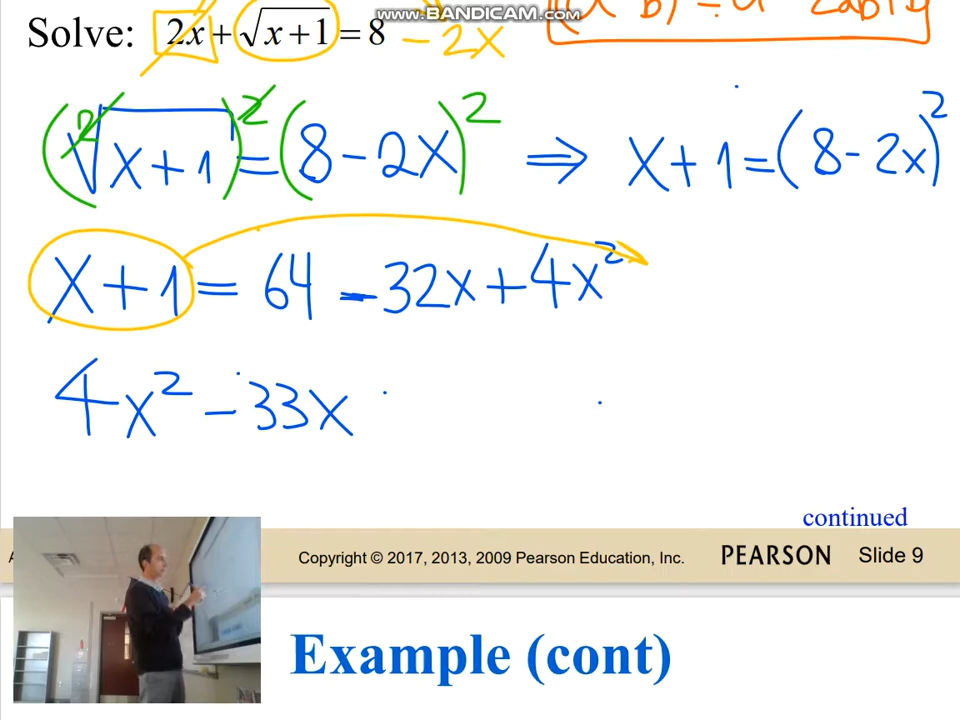 www.BANDICAM.com
Solve: 2x + √x + 1 = 8 - 2x
(²√x + 1)² = (8 - 2x)² ⇒ x + 1 = (8 - 2x)²
x + 1 = 64 - 32x + 4x²
4x² - 33x
continued
Copyright © 2017, 2013, 2009 Pearson Education, Inc. PEARSON Slide 9
Example (cont)